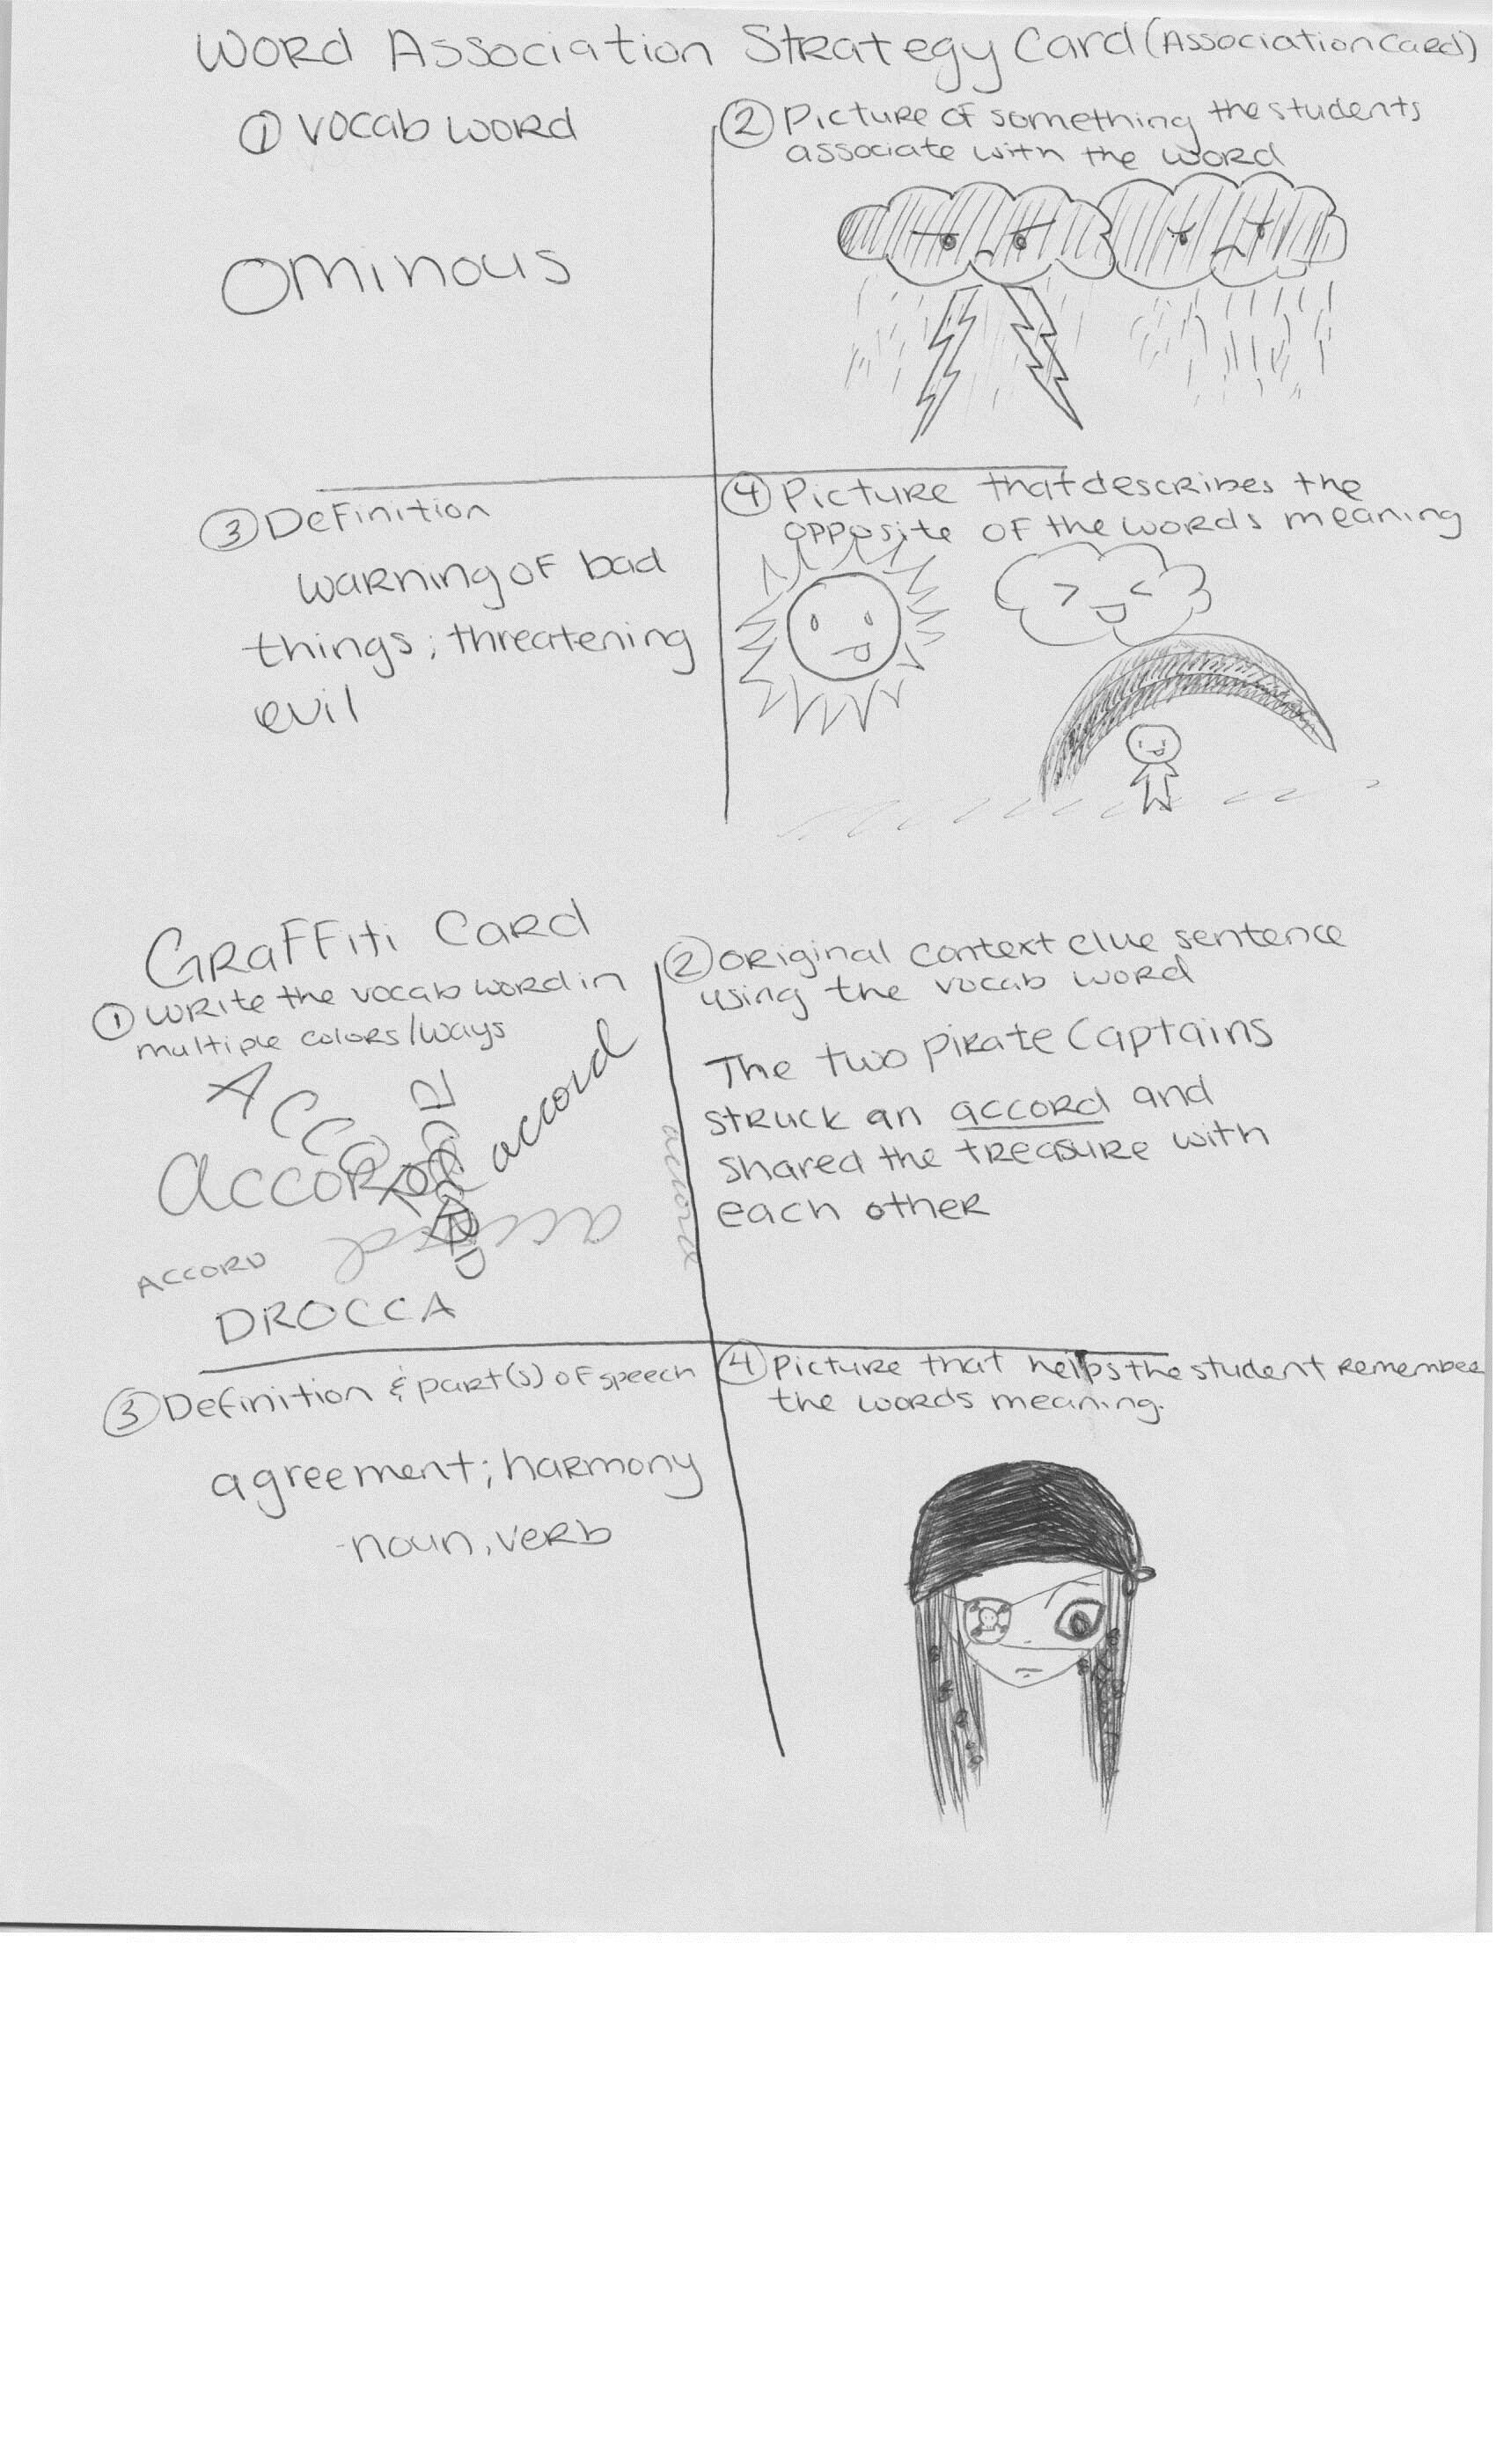 Word Association Strategy Card (Association Card)
① vocab word
Ominous
② Picture of something the students
associate with the word
③ Definition
warning of bad
things; threatening
evil
④ Picture that describes the
opposite of the words meaning
Graffiti Card
① Write the vocab word in
multiple colors/ways
Accord
accord
accord
accord
accord
accord
accord
ACCORD
DROCCA
② Original context clue sentence
using the vocab word
The two pirate captains
struck an accord and
shared the treasure with
each other
③ Definition & part(s) of speech
agreement; harmony
-noun, verb
④ Picture that helps the student remember
the words meaning.